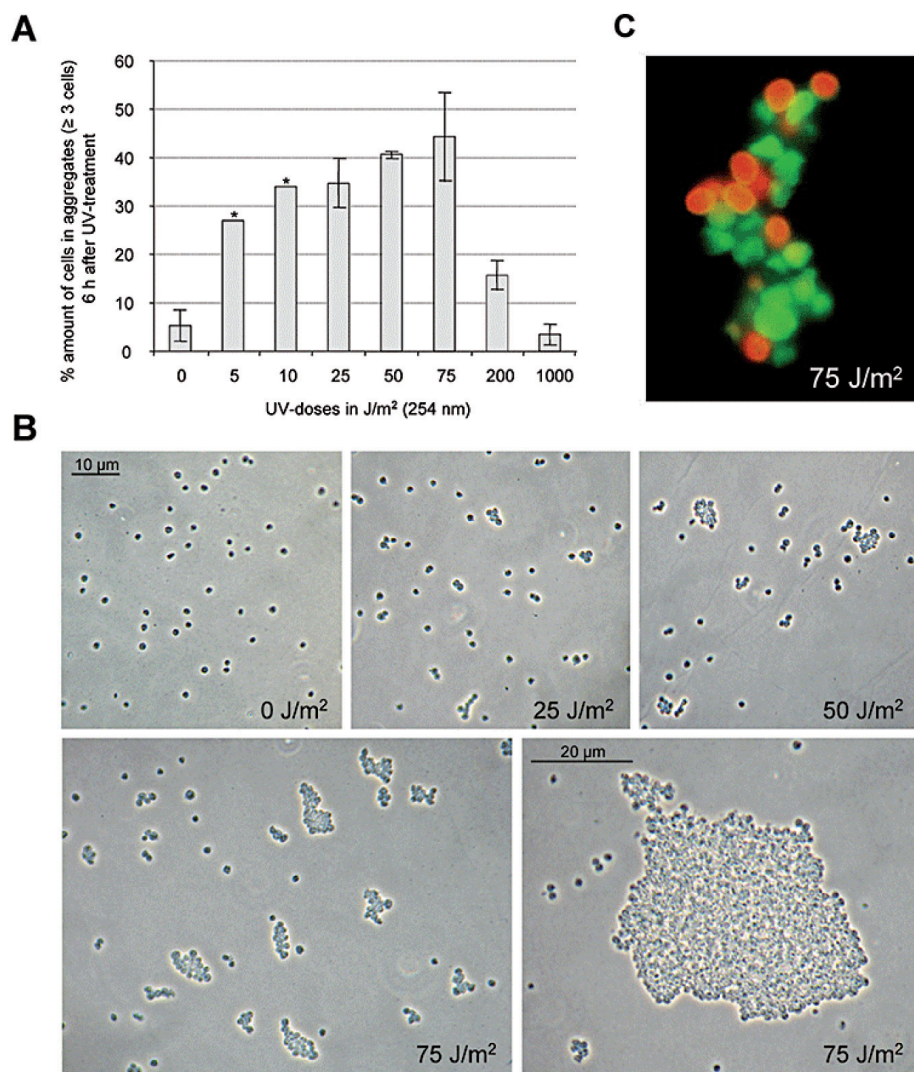 A
% amount of cells in aggregates (≥ 3 cells)
6 h after UV-treatment
60
50
40
30
20
10
0
*
*
0 5 10 25 50 75 200 1000
UV-doses in J/m² (254 nm)
C
75 J/m²
B
10 µm
0 J/m²
25 J/m²
50 J/m²
75 J/m²
20 µm
75 J/m²